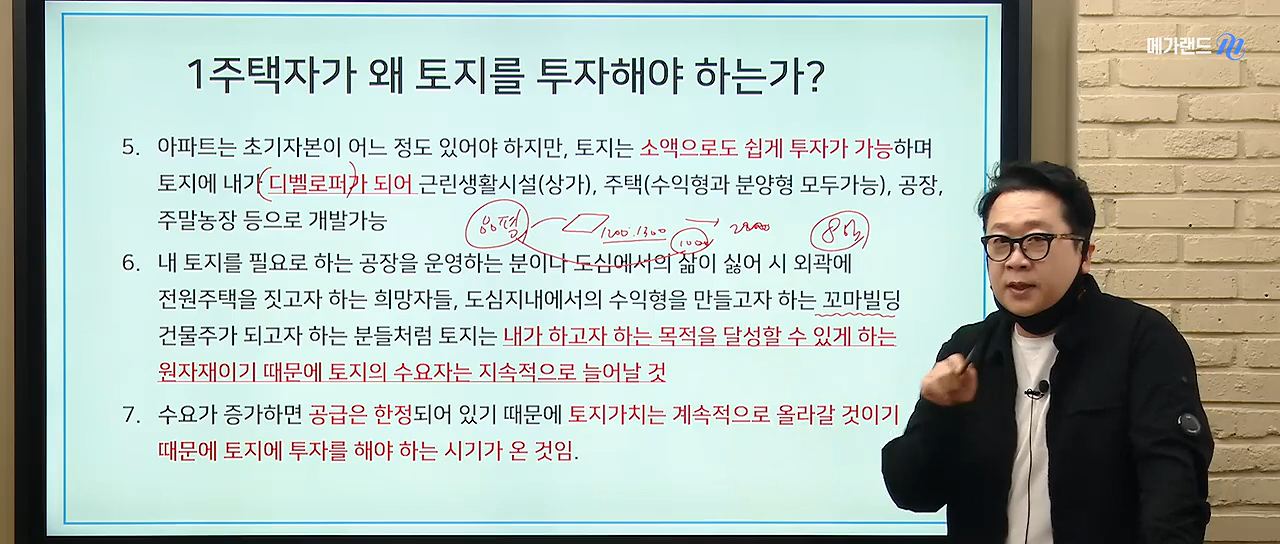 메가랜드
1주택자가 왜 토지를 투자해야 하는가?
5. 아파트는 초기자본이 어느 정도 있어야 하지만, 토지는 소액으로도 쉽게 투자가 가능하며
토지에 내가 (디벨로퍼)가 되어 근린생활시설(상가), 주택(수익형과 분양형 모두가능), 공장,
주말농장 등으로 개발가능
1200.1300
6. 내 토지를 필요로 하는 공장을 운영하는 분이나 도심에서의 삶이 싫어 시 외곽에
전원주택을 짓고자 하는 희망자들, 도심지내에서의 수익형을 만들고자 하는 꼬마빌딩
건물주가 되고자 하는 분들처럼 토지는 내가 하고자 하는 목적을 달성할 수 있게 하는
원자재이기 때문에 토지의 수요자는 지속적으로 늘어날 것
7. 수요가 증가하면 공급은 한정되어 있기 때문에 토지가치는 계속적으로 올라갈 것이기
때문에 토지에 투자를 해야 하는 시기가 온 것임.